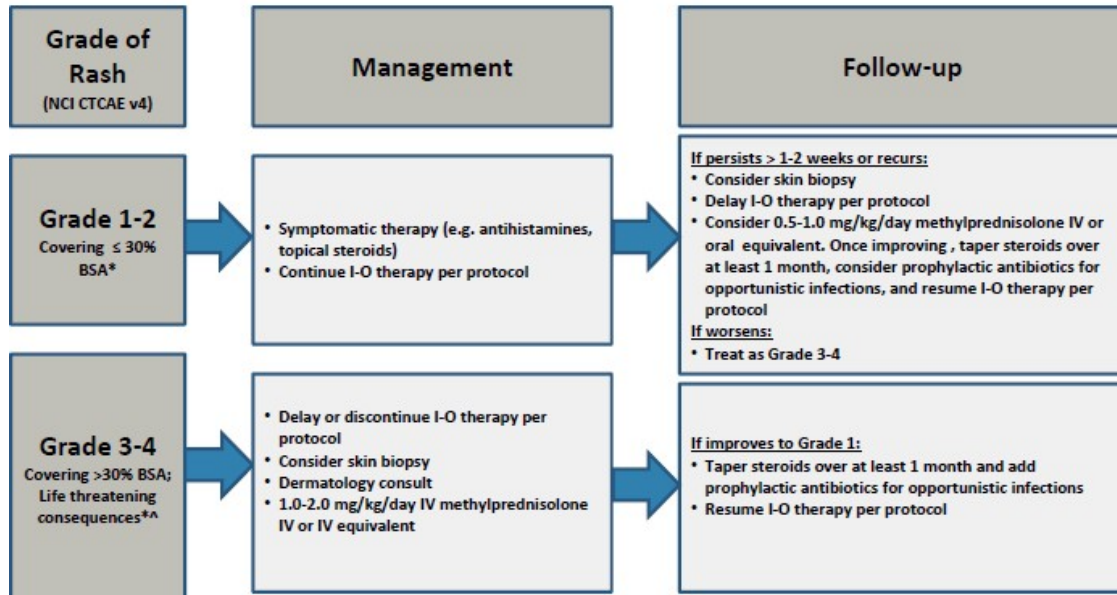 Grade of
Rash
(NCI CTCAE v4)
Management
Follow-up
Grade 1-2
Covering ≤ 30%
BSA*
• Symptomatic therapy (e.g. antihistamines,
topical steroids)
• Continue I-O therapy per protocol
If persists > 1-2 weeks or recurs:
• Consider skin biopsy
• Delay I-O therapy per protocol
• Consider 0.5-1.0 mg/kg/day methylprednisolone IV or
oral equivalent. Once improving , taper steroids over
at least 1 month, consider prophylactic antibiotics for
opportunistic infections, and resume I-O therapy per
protocol
If worsens:
• Treat as Grade 3-4
Grade 3-4
Covering >30% BSA;
Life threatening
consequences*^
• Delay or discontinue I-O therapy per
protocol
• Consider skin biopsy
• Dermatology consult
• 1.0-2.0 mg/kg/day IV methylprednisolone
IV or IV equivalent
If improves to Grade 1:
• Taper steroids over at least 1 month and add
prophylactic antibiotics for opportunistic infections
• Resume I-O therapy per protocol